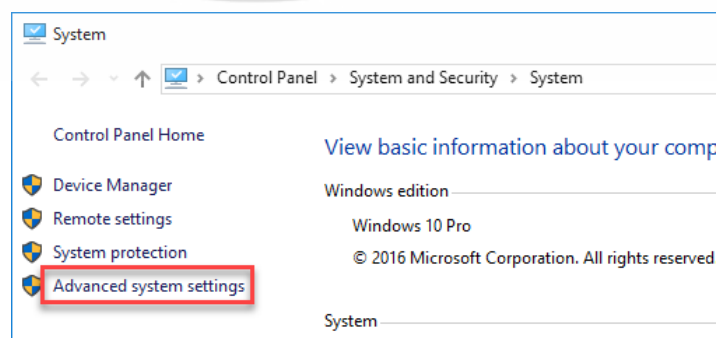 System
Control Panel > System and Security > System
Control Panel Home
Device Manager
Remote settings
System protection
Advanced system settings
View basic information about your comp
Windows edition
Windows 10 Pro
© 2016 Microsoft Corporation. All rights reserved
System